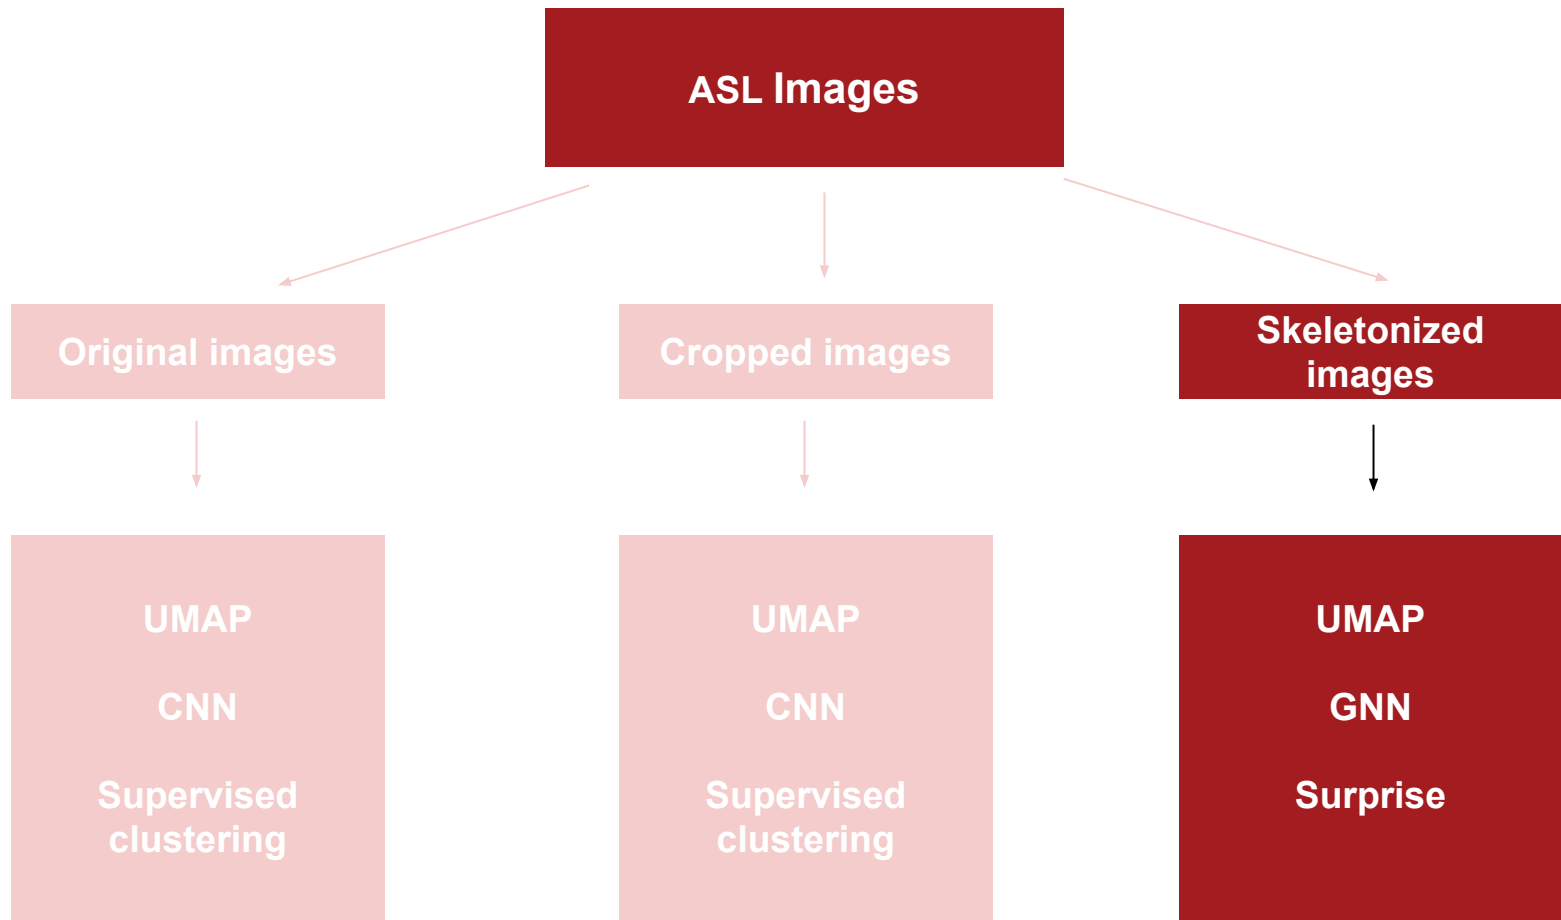 ASL Images
Original images
Cropped images
Skeletonized
images
UMAP
CNN
Supervised
clustering
UMAP
CNN
Supervised
clustering
UMAP
GNN
Surprise